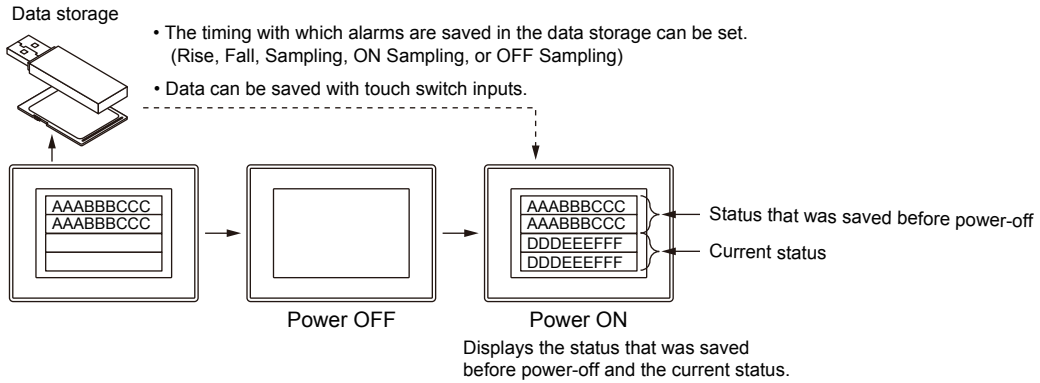 Data storage
• The timing with which alarms are saved in the data storage can be set.
(Rise, Fall, Sampling, ON Sampling, or OFF Sampling)
• Data can be saved with touch switch inputs.
AAABBBCCC
AAABBBCCC
AAABBBCCC
AAABBBCCC
DDDEEEFFF
DDDEEEFFF
Status that was saved before power-off
Current status
Power OFF
Power ON
Displays the status that was saved
before power-off and the current status.